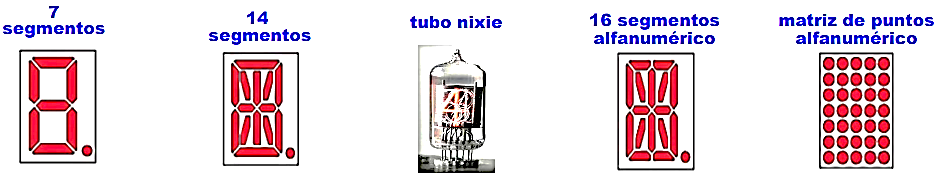 7
segmentos
14
segmentos
tubo nixie
16 segmentos
alfanumérico
matriz de puntos
alfanumérico